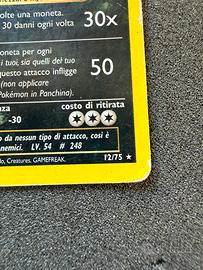 olte una moneta.
30 danni ogni volta
30x
oneta per ogni
i tuoi, sia quelli del tuo
uesto attacco infligge
(non applicare
Pokémon in Panchina).
50
nza
costo di ritirata
-30
o da nessun tipo di attacco, così è
nemici. LV. 54 # 248
do, Creatures, GAMEFREAK.
12/75 ★